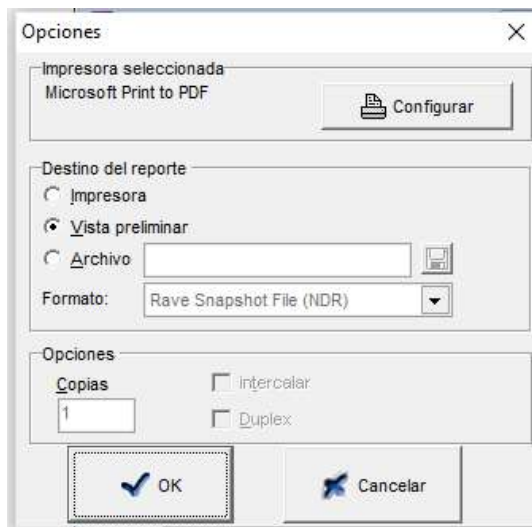 Opciones
Impresora seleccionada
Microsoft Print to PDF
Configurar
Destino del reporte
Impresora
Vista preliminar
Archivo
Formato: Rave Snapshot File (NDR)
Opciones
Copias
1
Intercalar
Duplex
OK
Cancelar